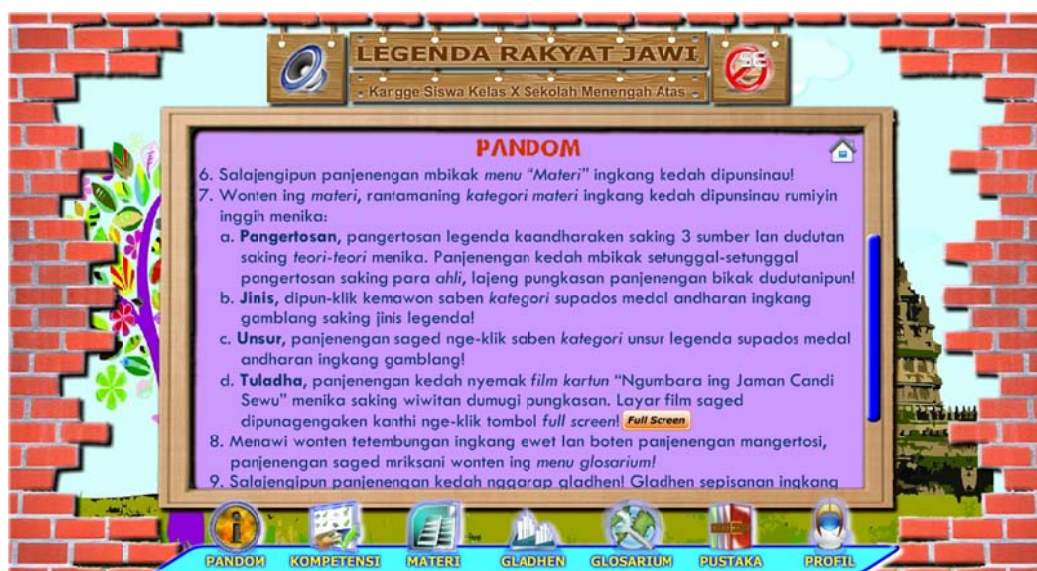 LEGENDA RAKYAT JAWI
Kargge Siswa Kelas X Sekolah Menengah Atas
SE
PANDOM
6. Salajengipun panjenengan mbikak menu "Materi" ingkang kedah dipunsinau!
7. Wonten ing materi, rantamaning kategori materi ingkang kedah dipunsinau rumiyin
inggih menika:
a. Pangertosan, pangertosan legenda kaandharaken saking 3 sumber lan dudutan
saking teori-teori menika. Panjenengan kedah mbikak setunggal-setunggal
pangertosan saking para ahli, lajeng pungkasan panjenengan bikak dudutanipun!
b. Jinis, dipun-klik kemawon saben kategori supados medal andharan ingkang
gamblang saking jinis legenda!
c. Unsur, panjenengan saged nge-klik saben kategori unsur legenda supados medal
andharan ingkang gamblang!
d. Tuladha, panjenengan kedah nyemak film kartun "Ngumbara ing Jaman Candi
Sewu" menika saking wiwitan dumugi pungkasan. Layar film saged
dipunagengaken kanthi nge-klik tombol full screen! Full Screen
8. Menawi wonten tetembungan ingkang ewet lan boten panjenengan mangertosi,
panjenengan saged mriksani wonten ing menu glosarium!
9. Salajengipun panjenengan kedah nggarap gladhen! Gladhen sepisanan ingkang
PANDOM KOMPETENSI MATERI GLADHEN GLOSARIUM PUSTAKA PROFIL